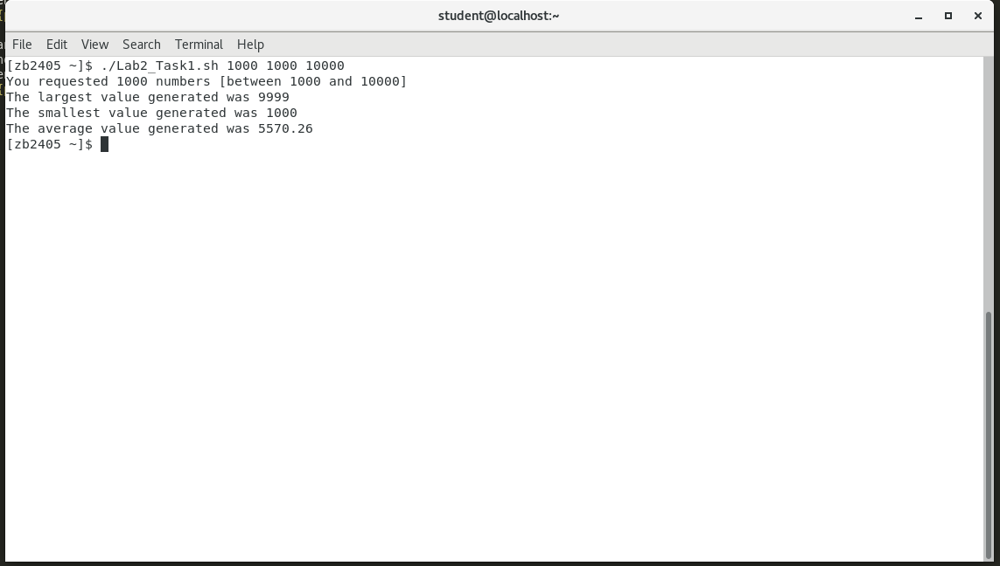 student@localhost:~
File Edit View Search Terminal Help
[zb2405 ~]$ ./Lab2_Task1.sh 1000 1000 10000
You requested 1000 numbers [between 1000 and 10000]
The largest value generated was 9999
The smallest value generated was 1000
The average value generated was 5570.26
[zb2405 ~]$